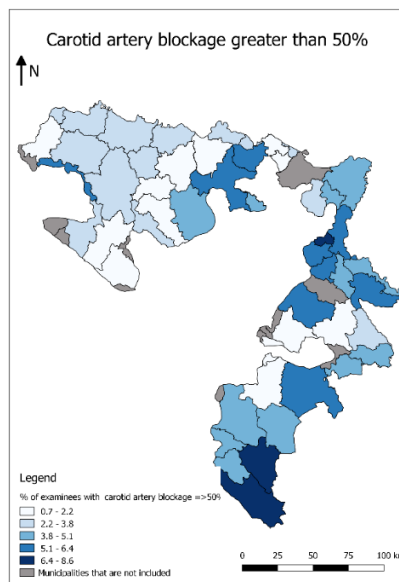 Carotid artery blockage greater than 50%
N
Legend
% of examinees with carotid artery blockage =>50%
0.7 - 2.2
2.2 - 3.8
3.8 - 5.1
5.1 - 6.4
6.4 - 8.6
Municipalities that are not included
0 25 50 75 100 km